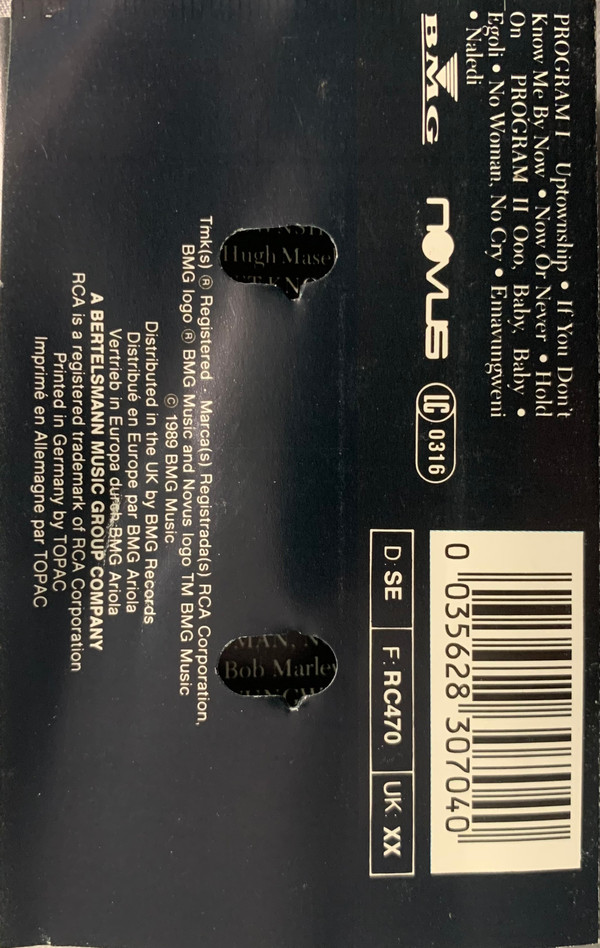 PROGRAM I Uptownship • If You Don't
Know Me By Now • Now Or Never • Hold
On PROGRAM II Ooo, Baby, Baby •
Egoli • No Woman, No Cry • Emavungweni
• Naledi
BMG
NOVUS
LC 0316
0 035628 307040
D: SE
F: RC470
UK: XX
Hugh Mase
Bob Marley
Tmk(s) ® Registered · Marca(s) Registrada(s) RCA Corporation,
BMG logo ® BMG Music and Novus logo TM BMG Music
© 1989 BMG Music
Distributed in the UK by BMG Records
Distribué en Europe par BMG Ariola
Vertrieb in Europa durch BMG Ariola
A BERTELSMANN MUSIC GROUP COMPANY
RCA is a registered trademark of RCA Corporation
Printed in Germany by TOPAC
Imprimé en Allemagne par TOPAC